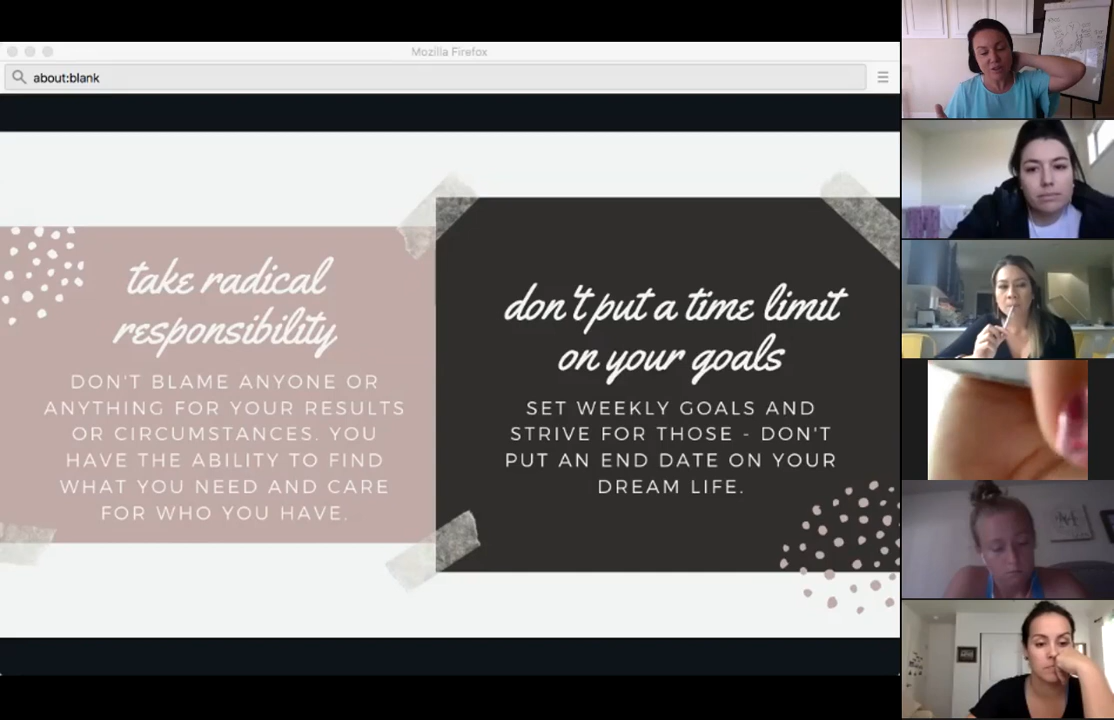 Mozilla Firefox
about:blank
take radical
responsibility
DON'T BLAME ANYONE OR
ANYTHING FOR YOUR RESULTS
OR CIRCUMSTANCES. YOU
HAVE THE ABILITY TO FIND
WHAT YOU NEED AND CARE
FOR WHO YOU HAVE.
don't put a time limit
on your goals
SET WEEKLY GOALS AND
STRIVE FOR THOSE - DON'T
PUT AN END DATE ON YOUR
DREAM LIFE.